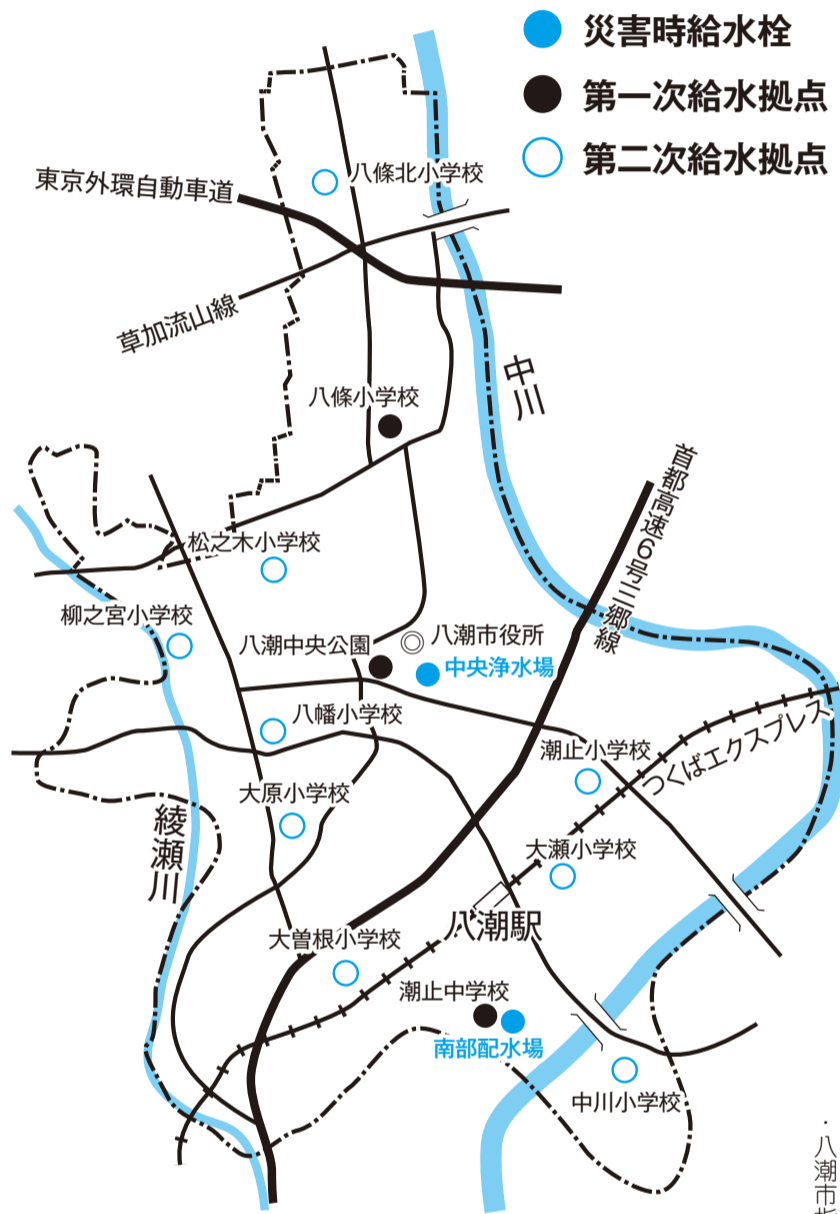 災害時給水栓
第一次給水拠点
第二次給水拠点
八條北小学校
東京外環自動車道
草加流山線
中川
八條小学校
首都高速6号三郷線
松之木小学校
柳之宮小学校
八潮市役所
八潮中央公園
中央浄水場
八幡小学校
潮止小学校
つくばエクスプレス
大原小学校
綾瀬川
大瀬小学校
八潮駅
大曽根小学校
潮止中学校
南部配水場
中川小学校
・八潮市指